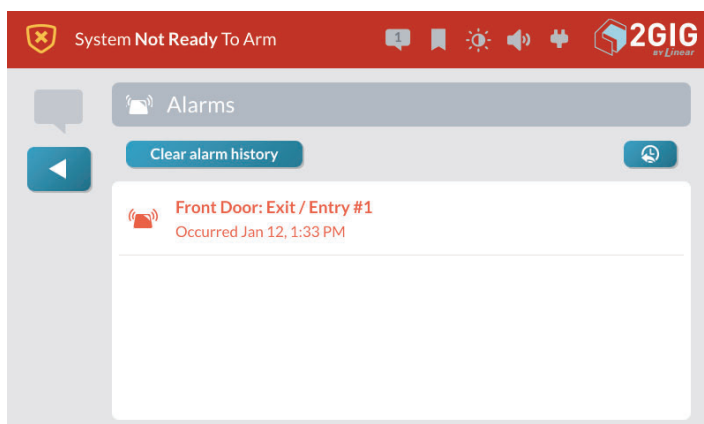 System Not Ready To Arm
1
2GIG
BY Linear
Alarms
Clear alarm history
Front Door: Exit / Entry #1
Occurred Jan 12, 1:33 PM